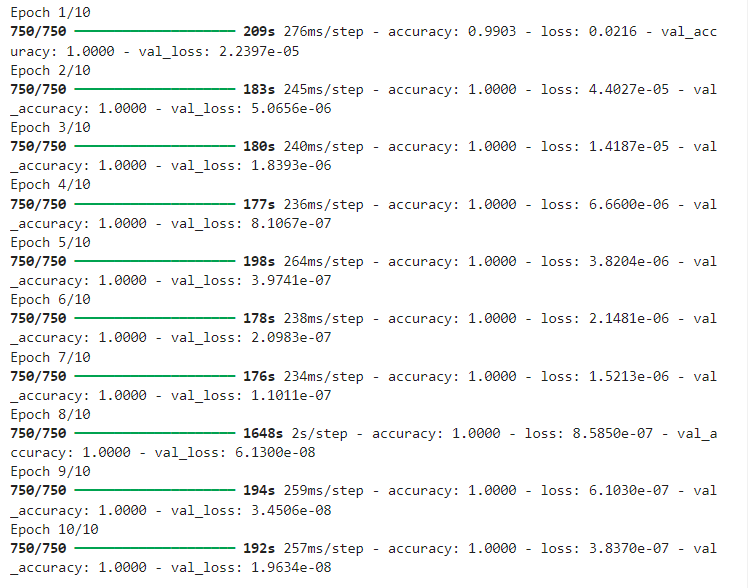 Epoch 1/10
750/750 ━━━━━━━━━━━━━━━━━━━━ 209s 276ms/step - accuracy: 0.9903 - loss: 0.0216 - val_acc
uracy: 1.0000 - val_loss: 2.2397e-05
Epoch 2/10
750/750 ━━━━━━━━━━━━━━━━━━━━ 183s 245ms/step - accuracy: 1.0000 - loss: 4.4027e-05 - val
_accuracy: 1.0000 - val_loss: 5.0656e-06
Epoch 3/10
750/750 ━━━━━━━━━━━━━━━━━━━━ 180s 240ms/step - accuracy: 1.0000 - loss: 1.4187e-05 - val
_accuracy: 1.0000 - val_loss: 1.8393e-06
Epoch 4/10
750/750 ━━━━━━━━━━━━━━━━━━━━ 177s 236ms/step - accuracy: 1.0000 - loss: 6.6600e-06 - val
_accuracy: 1.0000 - val_loss: 8.1067e-07
Epoch 5/10
750/750 ━━━━━━━━━━━━━━━━━━━━ 198s 264ms/step - accuracy: 1.0000 - loss: 3.8204e-06 - val
_accuracy: 1.0000 - val_loss: 3.9741e-07
Epoch 6/10
750/750 ━━━━━━━━━━━━━━━━━━━━ 178s 238ms/step - accuracy: 1.0000 - loss: 2.1481e-06 - val
_accuracy: 1.0000 - val_loss: 2.0983e-07
Epoch 7/10
750/750 ━━━━━━━━━━━━━━━━━━━━ 176s 234ms/step - accuracy: 1.0000 - loss: 1.5213e-06 - val
_accuracy: 1.0000 - val_loss: 1.1011e-07
Epoch 8/10
750/750 ━━━━━━━━━━━━━━━━━━━━ 1648s 2s/step - accuracy: 1.0000 - loss: 8.5850e-07 - val_a
ccuracy: 1.0000 - val_loss: 6.1300e-08
Epoch 9/10
750/750 ━━━━━━━━━━━━━━━━━━━━ 194s 259ms/step - accuracy: 1.0000 - loss: 6.1030e-07 - val
_accuracy: 1.0000 - val_loss: 3.4506e-08
Epoch 10/10
750/750 ━━━━━━━━━━━━━━━━━━━━ 192s 257ms/step - accuracy: 1.0000 - loss: 3.8370e-07 - val
_accuracy: 1.0000 - val_loss: 1.9634e-08